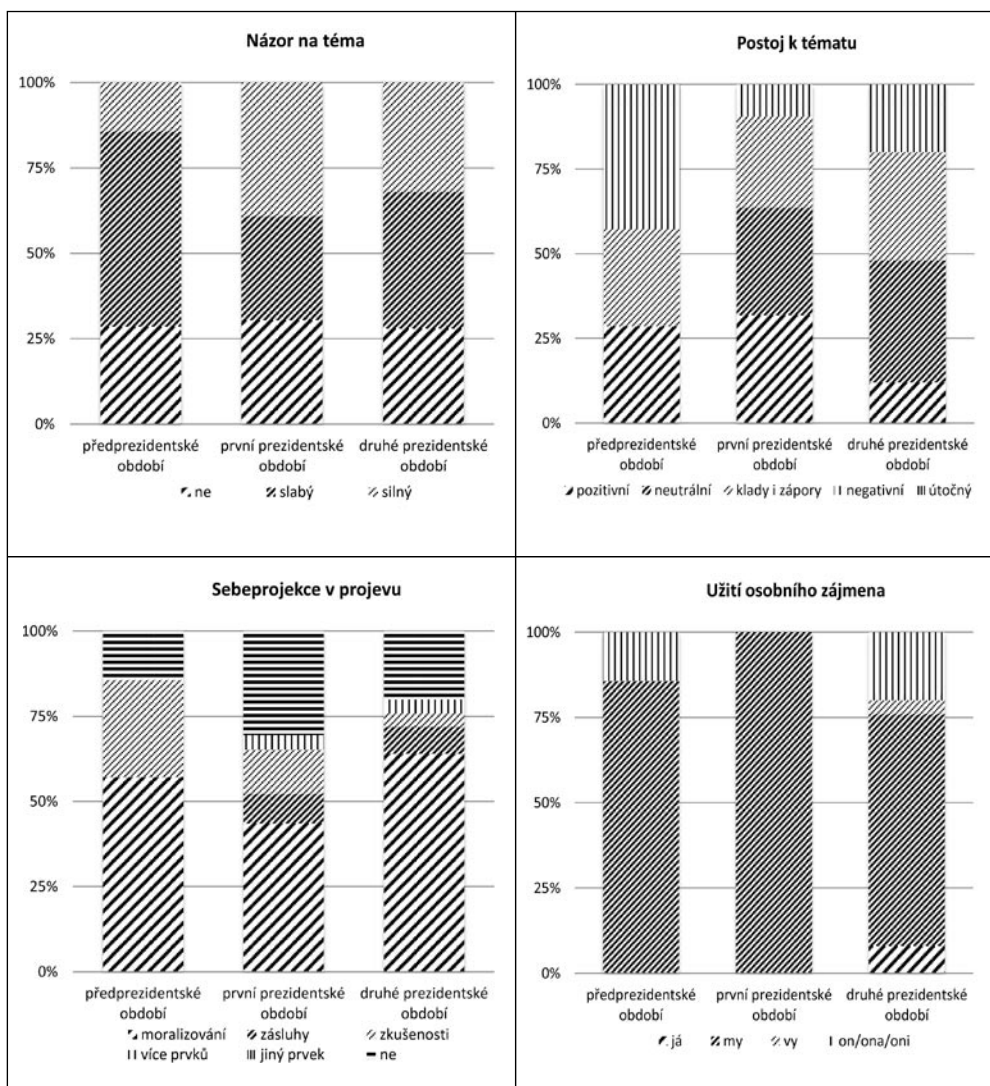 Názor na téma
100%
75%
50%
25%
0%
předprezidentské období
první prezidentské období
druhé prezidentské období
ne slabý silný
Postoj k tématu
100%
75%
50%
25%
0%
předprezidentské období
první prezidentské období
druhé prezidentské období
pozitivní neutrální klady i zápory negativní útočný
Sebeprojekce v projevu
100%
75%
50%
25%
0%
předprezidentské období
první prezidentské období
druhé prezidentské období
moralizování zásluhy zkušenosti
více prvků jiný prvek ne
Užití osobního zájmena
100%
75%
50%
25%
0%
předprezidentské období
první prezidentské období
druhé prezidentské období
já my vy on/ona/oni